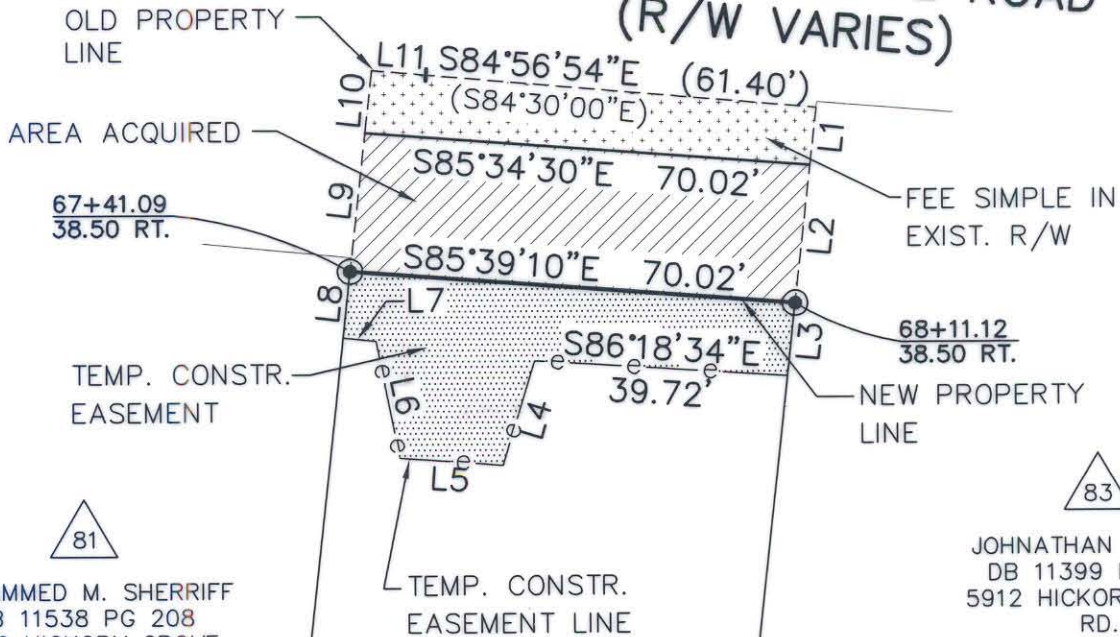 ROAD
(R/W VARIES)
OLD PROPERTY
LINE
L11 S84°56'54"E (61.40')
(S84°30'00"E)
L10
L1
AREA ACQUIRED
S85°34'30"E 70.02'
L9
L2
FEE SIMPLE IN
EXIST. R/W
67+41.09
38.50 RT.
S85°39'10"E 70.02'
L8
L7
L3
68+11.12
38.50 RT.
S86°18'34"E
39.72'
TEMP. CONSTR.
EASEMENT
e e e
e
L6
L4
e
e
e
L5
NEW PROPERTY
LINE
81
83
MMED M. SHERRIFF
11538 PG 208
JOHNATHAN
DB 11399
5912 HICKOR
RD.
TEMP. CONSTR.
EASEMENT LINE